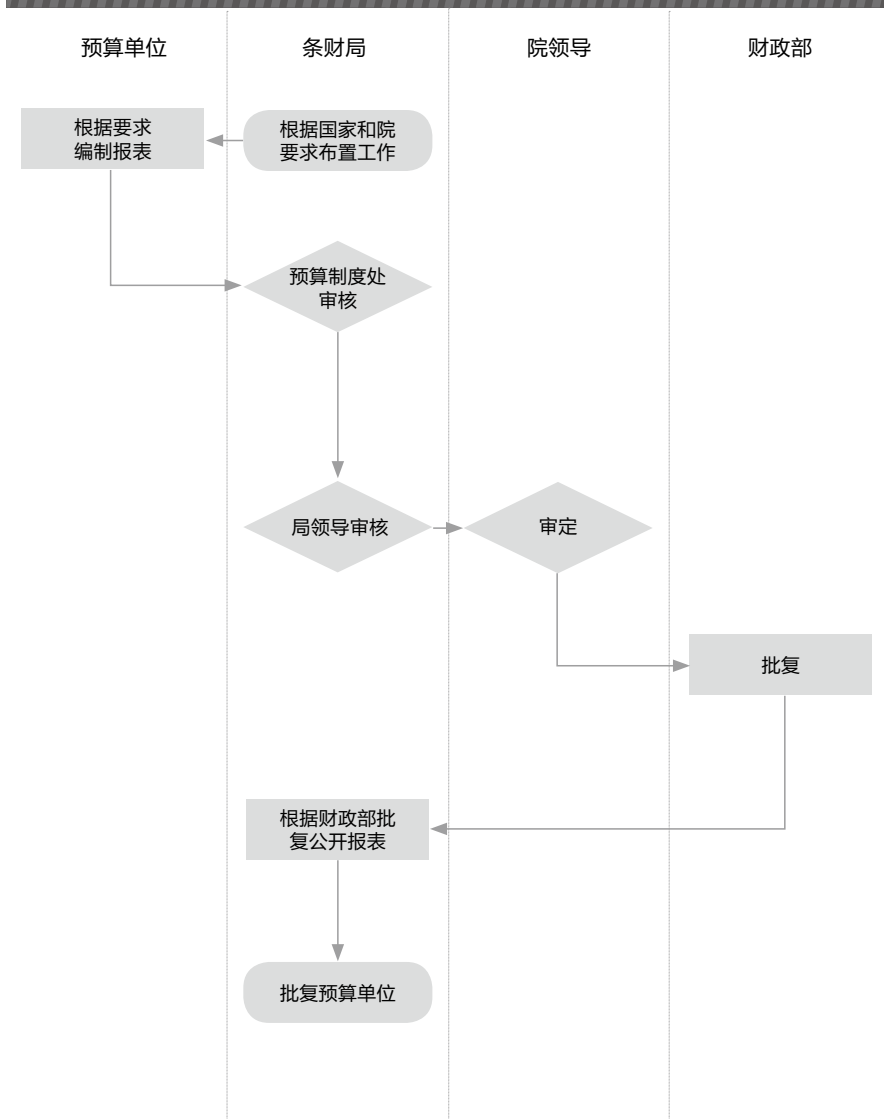 预算单位
条财局
院领导
财政部
根据要求
编制报表
根据国家和院
要求布置工作
预算制度处
审核
局领导审核
审定
批复
根据财政部批
复公开报表
批复预算单位